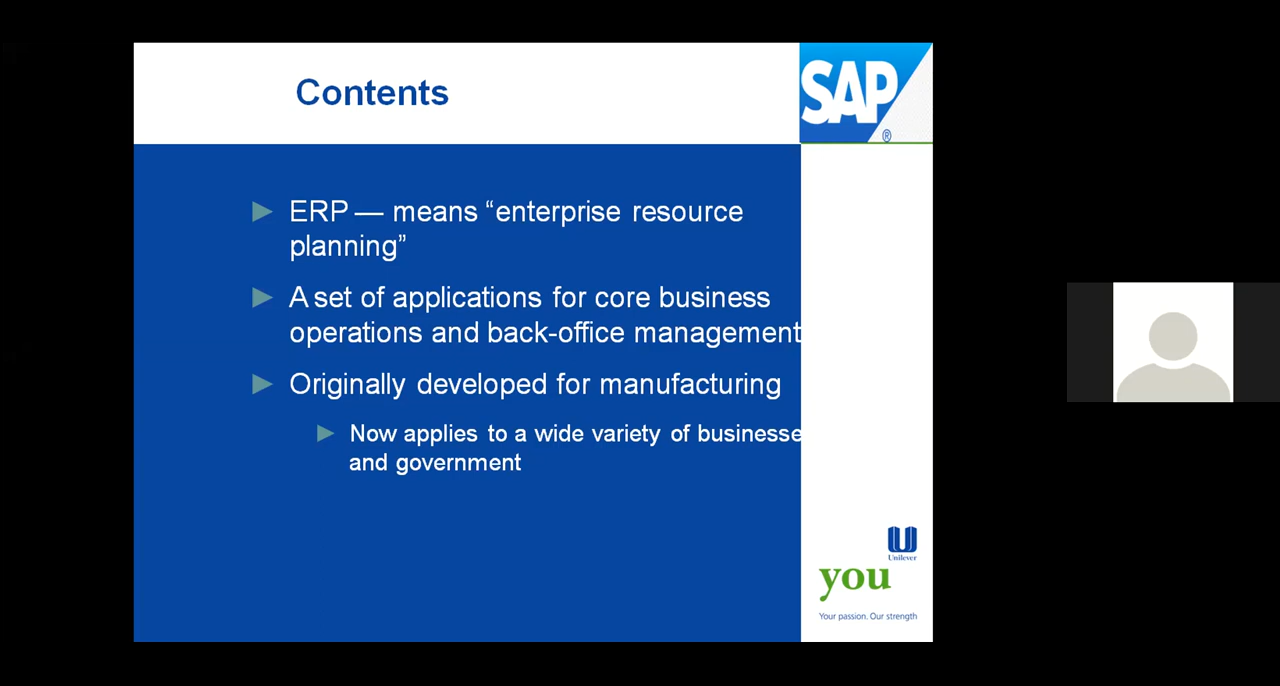 Contents
SAP
®
ERP — means “enterprise resource
planning”
A set of applications for core business
operations and back-office management
Originally developed for manufacturing
Now applies to a wide variety of businesse
and government
Unilever
you
Your passion. Our strength